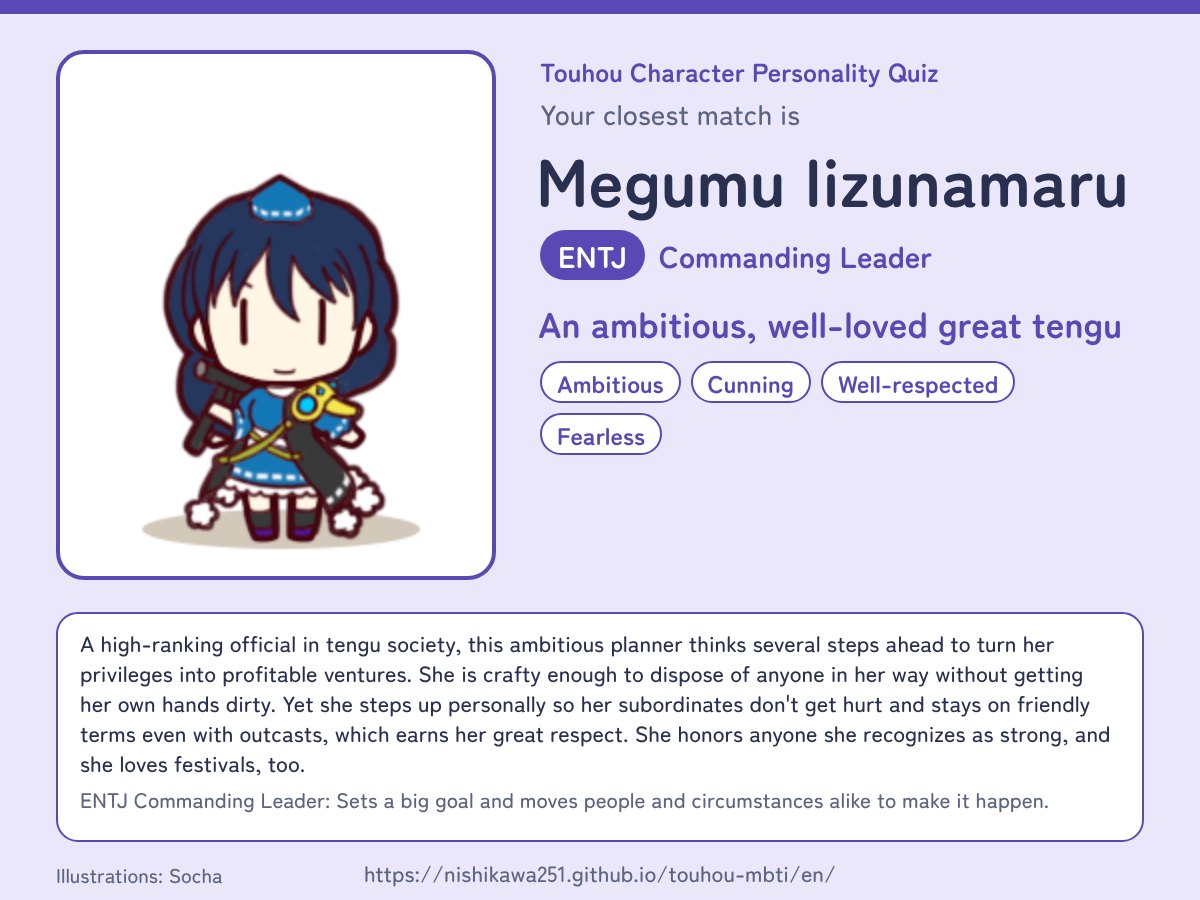 Touhou Character Personality Quiz
Your closest match is
Megumu Iizunamaru
ENTJ Commanding Leader
An ambitious, well-loved great tengu
Ambitious Cunning Well-respected
Fearless
A high-ranking official in tengu society, this ambitious planner thinks several steps ahead to turn her
privileges into profitable ventures. She is crafty enough to dispose of anyone in her way without getting
her own hands dirty. Yet she steps up personally so her subordinates don't get hurt and stays on friendly
terms even with outcasts, which earns her great respect. She honors anyone she recognizes as strong, and
she loves festivals, too.
ENTJ Commanding Leader: Sets a big goal and moves people and circumstances alike to make it happen.
Illustrations: Socha https://nishikawa251.github.io/touhou-mbti/en/